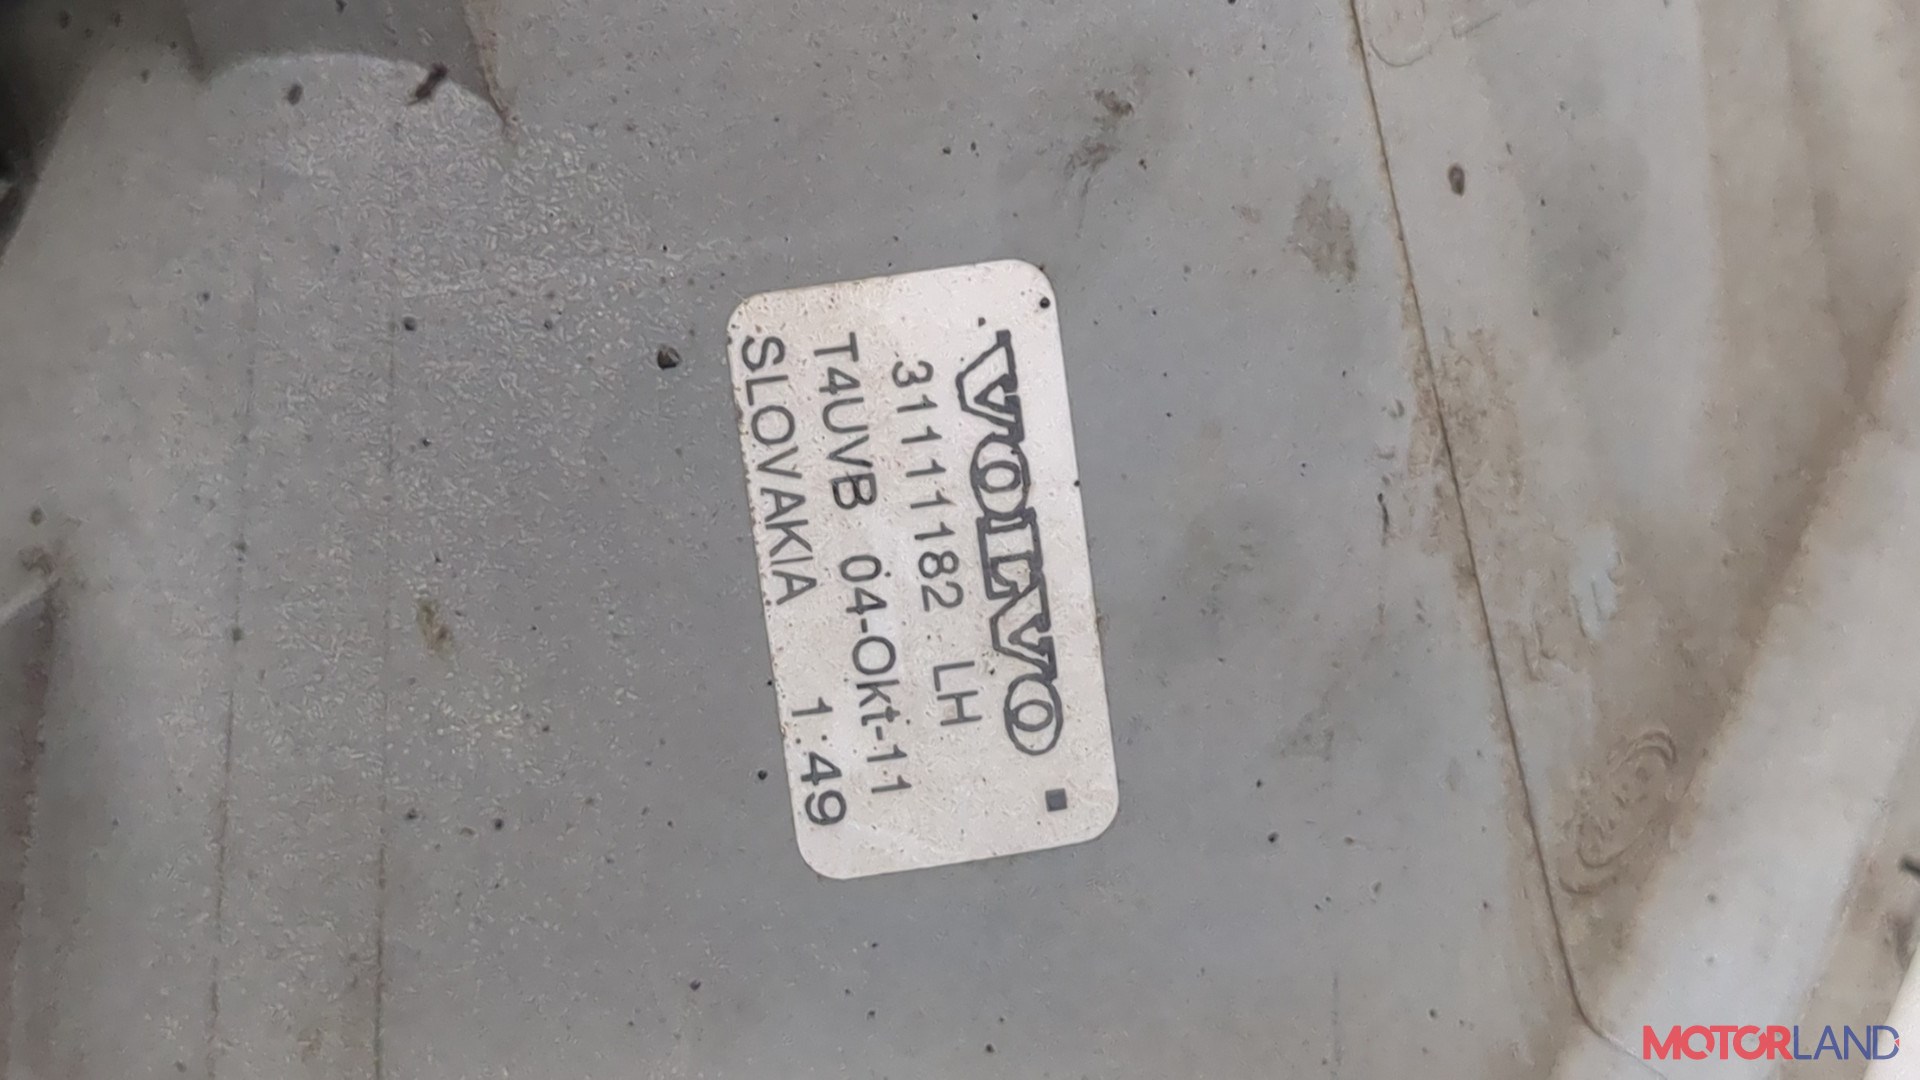 VOLVO
31111182 LH
T4UVB 04-Okt-11
SLOVAKIA 1:49
MOTORLAND